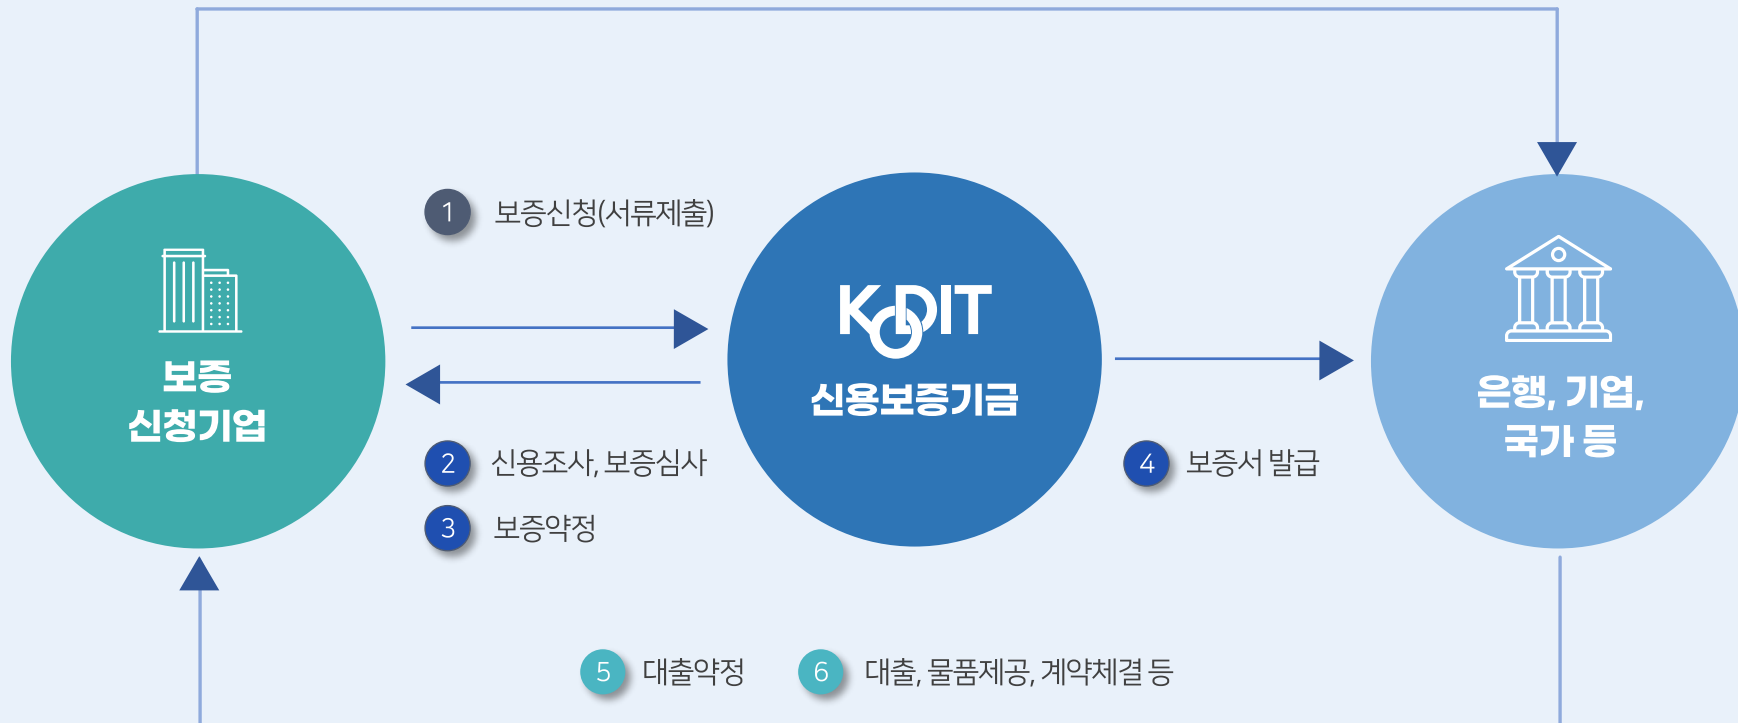 1 보증신청(서류제출)
보증
신청기업
KODIT
신용보증기금
은행, 기업,
국가 등
2 신용조사, 보증심사
3 보증약정
4 보증서 발급
5 대출약정
6 대출, 물품제공, 계약체결 등